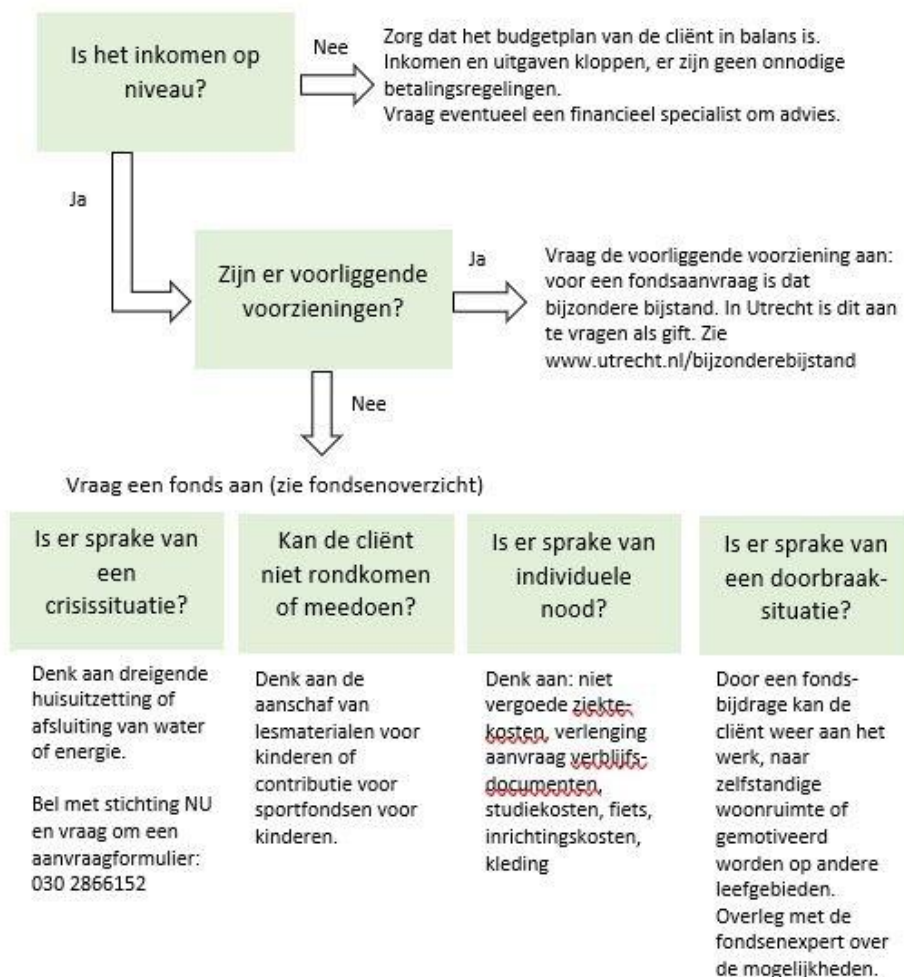 Is het inkomen op
niveau?
Nee
Zorg dat het budgetplan van de cliënt in balans is.
Inkomen en uitgaven kloppen, er zijn geen onnodige
betalingsregelingen.
Vraag eventueel een financieel specialist om advies.
Ja
Zijn er voorliggende
voorzieningen?
Ja
Vraag de voorliggende voorziening aan:
voor een fondsaanvraag is dat
bijzondere bijstand. In Utrecht is dit aan
te vragen als gift. Zie
www.utrecht.nl/bijzonderebijstand
Nee
Vraag een fonds aan (zie fondsenoverzicht)
Is er sprake van
een
crisissituatie?
Denk aan dreigende
huisuitzetting of
afsluiting van water
of energie.
Bel met stichting NU
en vraag om een
aanvraagformulier:
030 2866152
Kan de cliënt
niet rondkomen
of meedoen?
Denk aan de
aanschaf van
lesmaterialen voor
kinderen of
contributie voor
sportfondsen voor
kinderen.
Is er sprake van
individuele
nood?
Denk aan: niet
vergoede ziekte-
kosten, verlenging
aanvraag verblijfs-
documenten,
studiekosten, fiets,
inrichtingskosten,
kleding
Is er sprake van
een doorbraak-
situatie?
Door een fonds-
bijdrage kan de
cliënt weer aan het
werk, naar
zelfstandige
woonruimte of
gemotiveerd
worden op andere
leefgebieden.
Overleg met de
fondsenexpert over
de mogelijkheden.